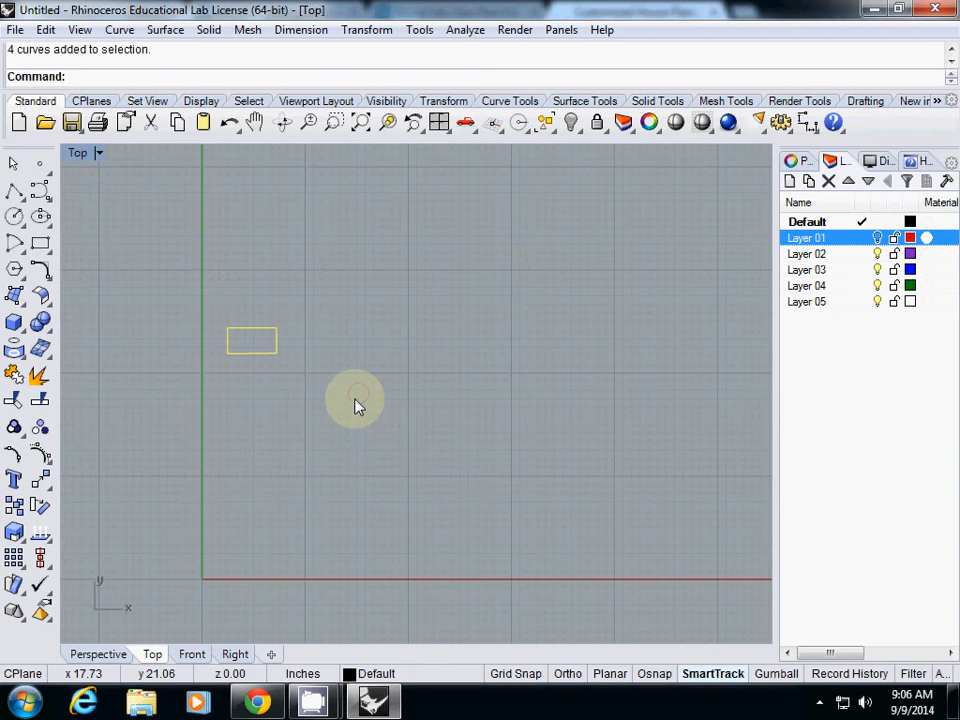 Untitled - Rhinoceros Educational Lab License (64-bit) - [Top]
File Edit View Curve Surface Solid Mesh Dimension Transform Tools Analyze Render Panels Help
4 curves added to selection.
Command:
Standard CPlanes Set View Display Select Viewport Layout Visibility Transform Curve Tools Surface Tools Solid Tools Mesh Tools Render Tools Drafting New in »
Top
P... L... Di... H...
Name Material
Default
Layer 01
Layer 02
Layer 03
Layer 04
Layer 05
y
x
Perspective Top Front Right
CPlane x 17.73 y 21.06 z 0.00 Inches Default Grid Snap Ortho Planar Osnap SmartTrack Gumball Record History Filter A...
9:06 AM
9/9/2014